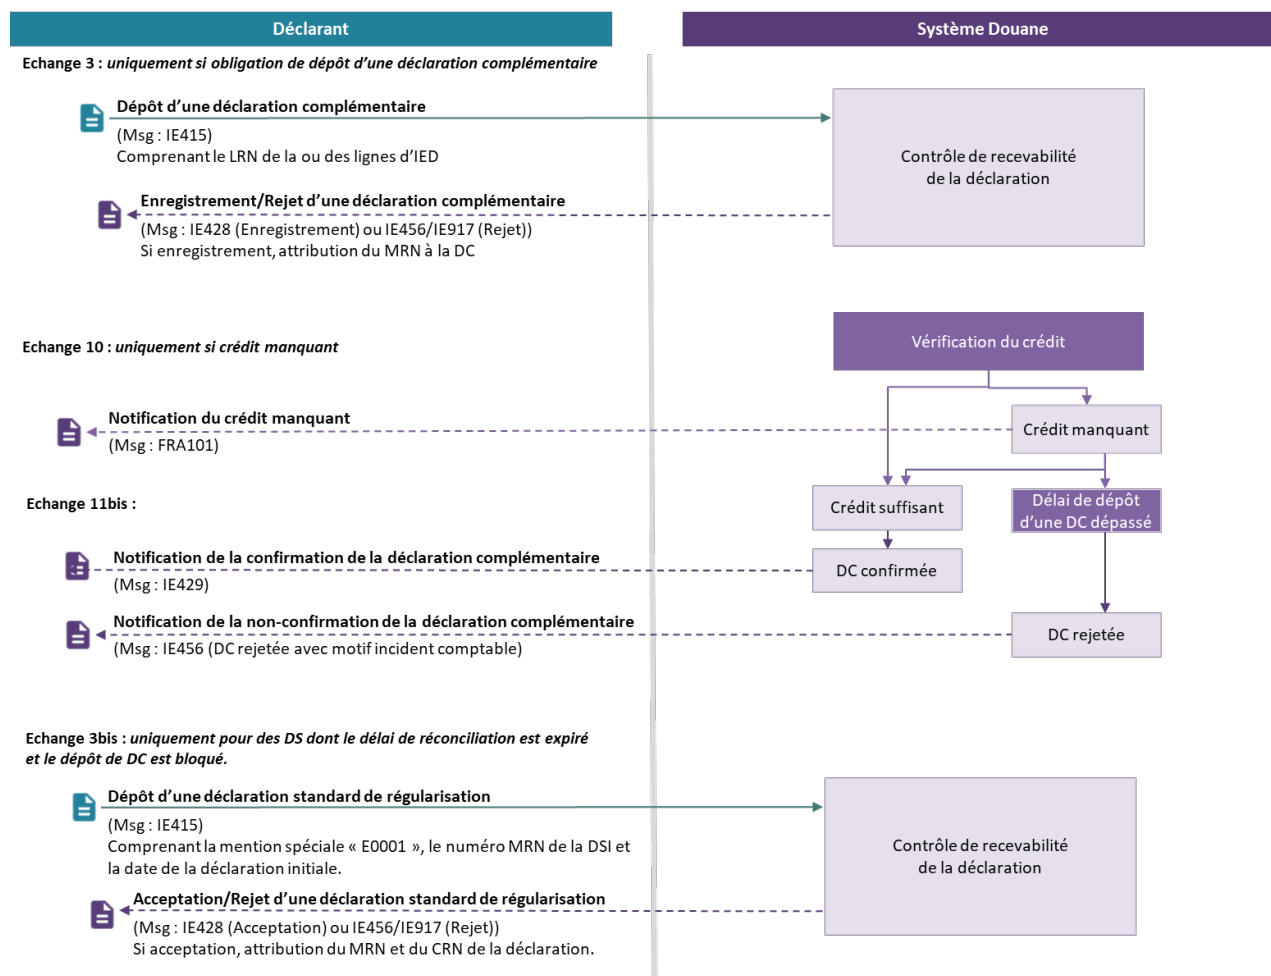 Déclarant
Système Douane
Echange 3 : uniquement si obligation de dépôt d'une déclaration complémentaire
Dépôt d'une déclaration complémentaire
(Msg : IE415)
Comprenant le LRN de la ou des lignes d'IED
Contrôle de recevabilité
de la déclaration
Enregistrement/Rejet d'une déclaration complémentaire
(Msg : IE428 (Enregistrement) ou IE456/IE917 (Rejet))
Si enregistrement, attribution du MRN à la DC
Echange 10 : uniquement si crédit manquant
Vérification du crédit
Notification du crédit manquant
(Msg : FRA101)
Crédit manquant
Echange 11bis :
Crédit suffisant
Délai de dépôt
d'une DC dépassé
Notification de la confirmation de la déclaration complémentaire
(Msg : IE429)
DC confirmée
Notification de la non-confirmation de la déclaration complémentaire
(Msg : IE456 (DC rejetée avec motif incident comptable)
DC rejetée
Echange 3bis : uniquement pour des DS dont le délai de réconciliation est expiré
et le dépôt de DC est bloqué.
Dépôt d'une déclaration standard de régularisation
(Msg : IE415)
Comprenant la mention spéciale « E0001 », le numéro MRN de la DSI et
la date de la déclaration initiale.
Contrôle de recevabilité
de la déclaration
Acceptation/Rejet d'une déclaration standard de régularisation
(Msg : IE428 (Acceptation) ou IE456/IE917 (Rejet))
Si acceptation, attribution du MRN et du CRN de la déclaration.